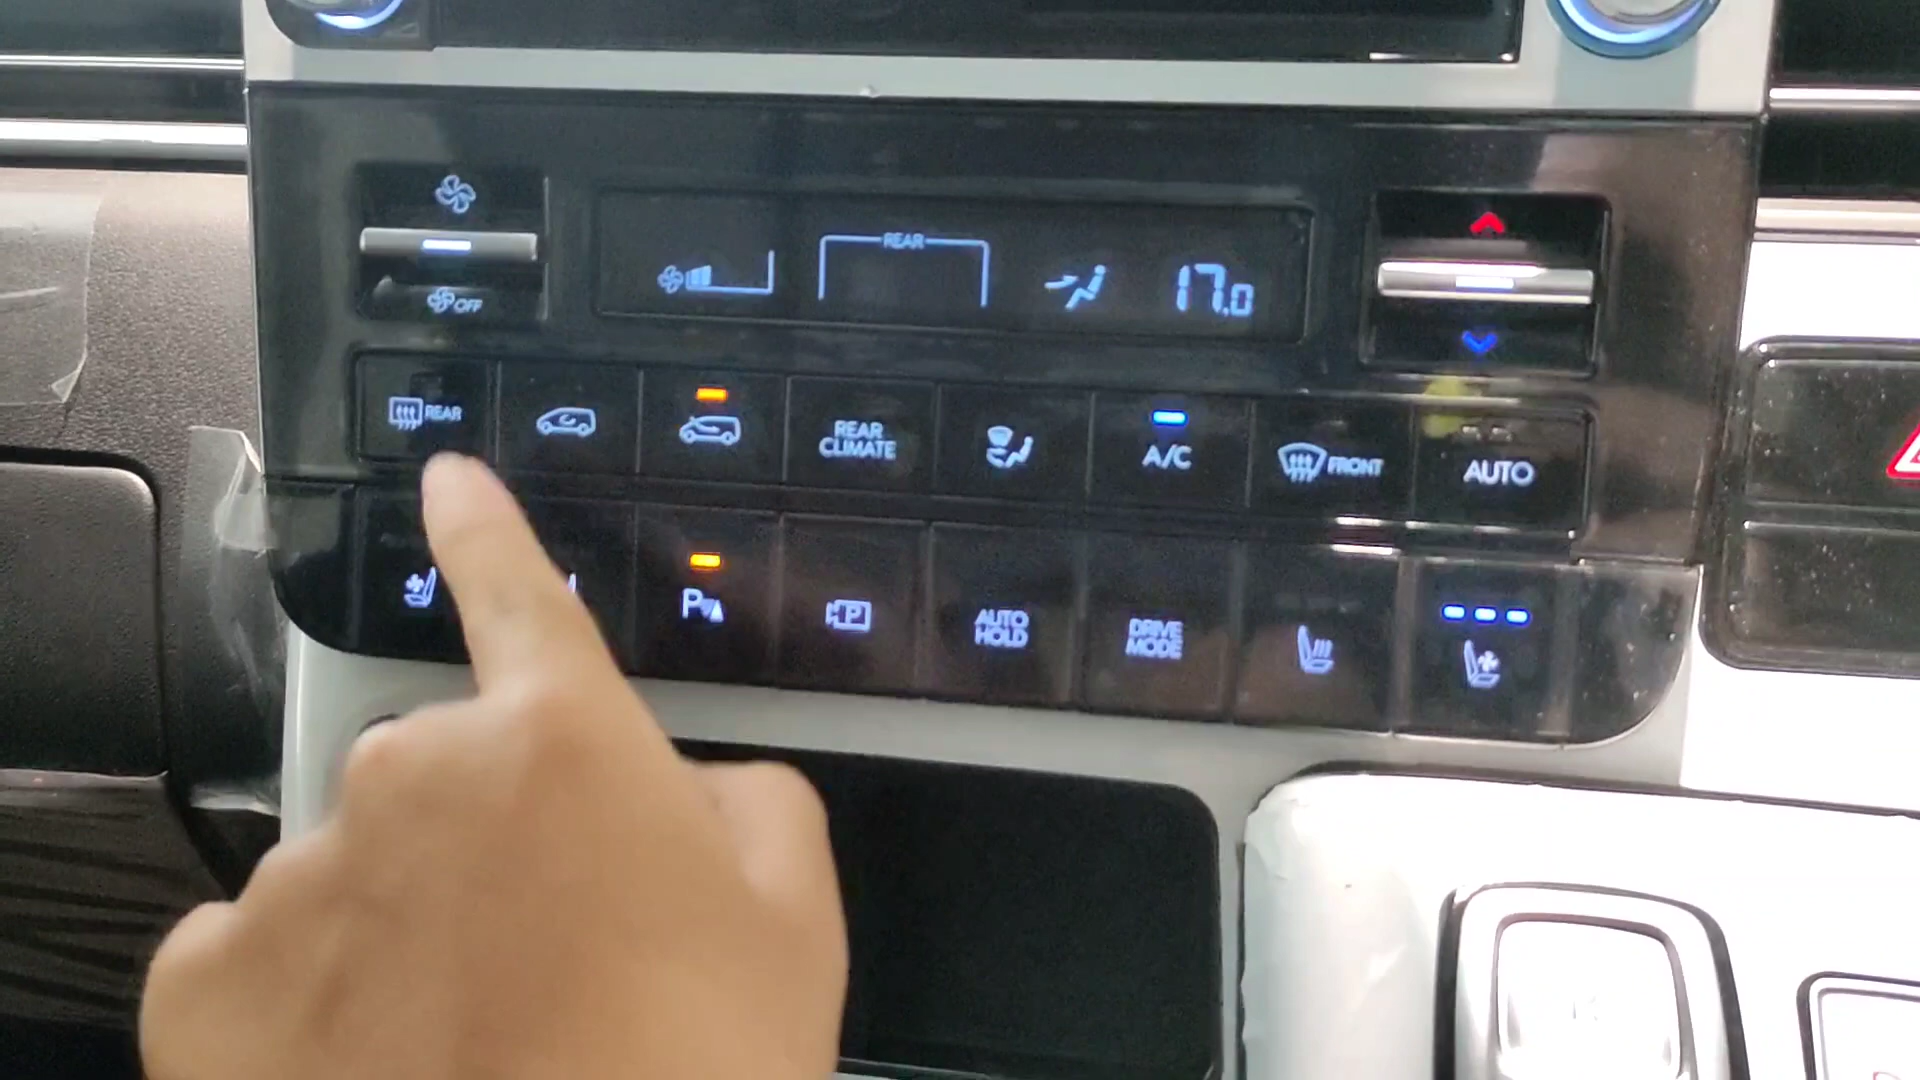 REAR
17.0
OFF
REAR
REAR
CLIMATE
A/C
FRONT
AUTO
P
P
AUTO
HOLD
DRIVE
MODE